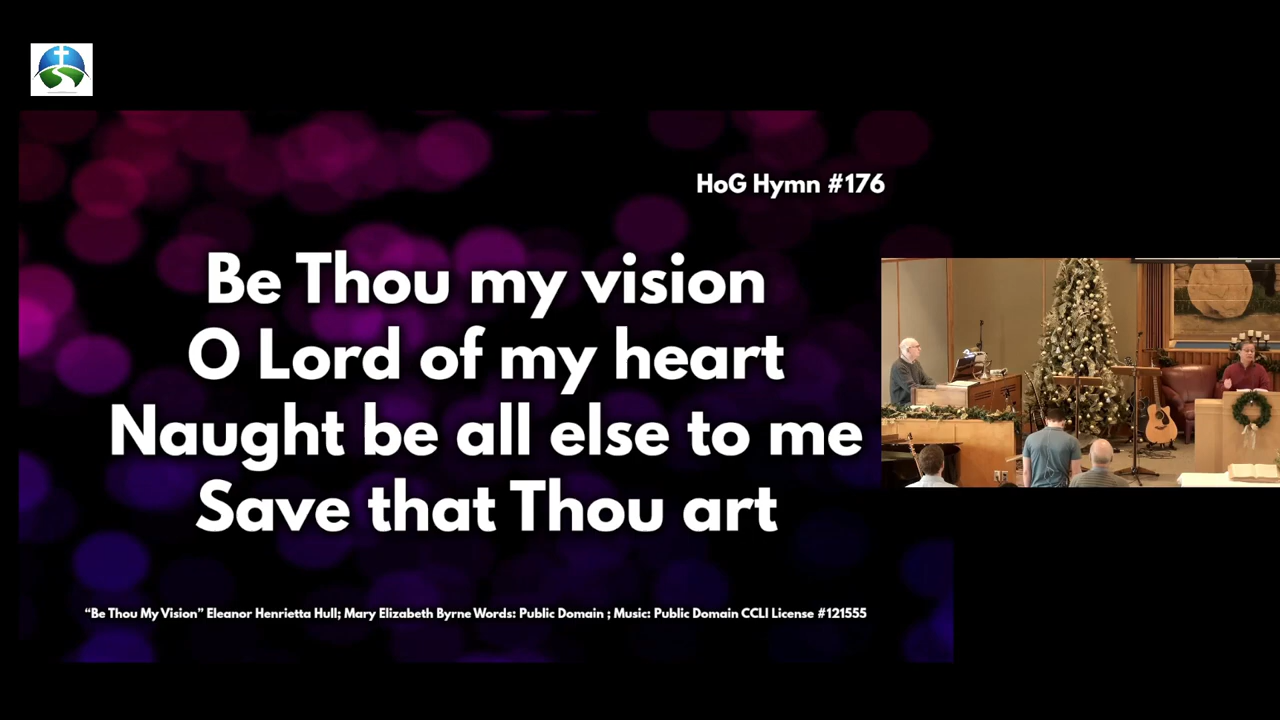 HoG Hymn #176
Be Thou my vision
O Lord of my heart
Naught be all else to me
Save that Thou art
“Be Thou My Vision” Eleanor Henrietta Hull; Mary Elizabeth Byrne Words: Public Domain ; Music: Public Domain CCLI License #121555